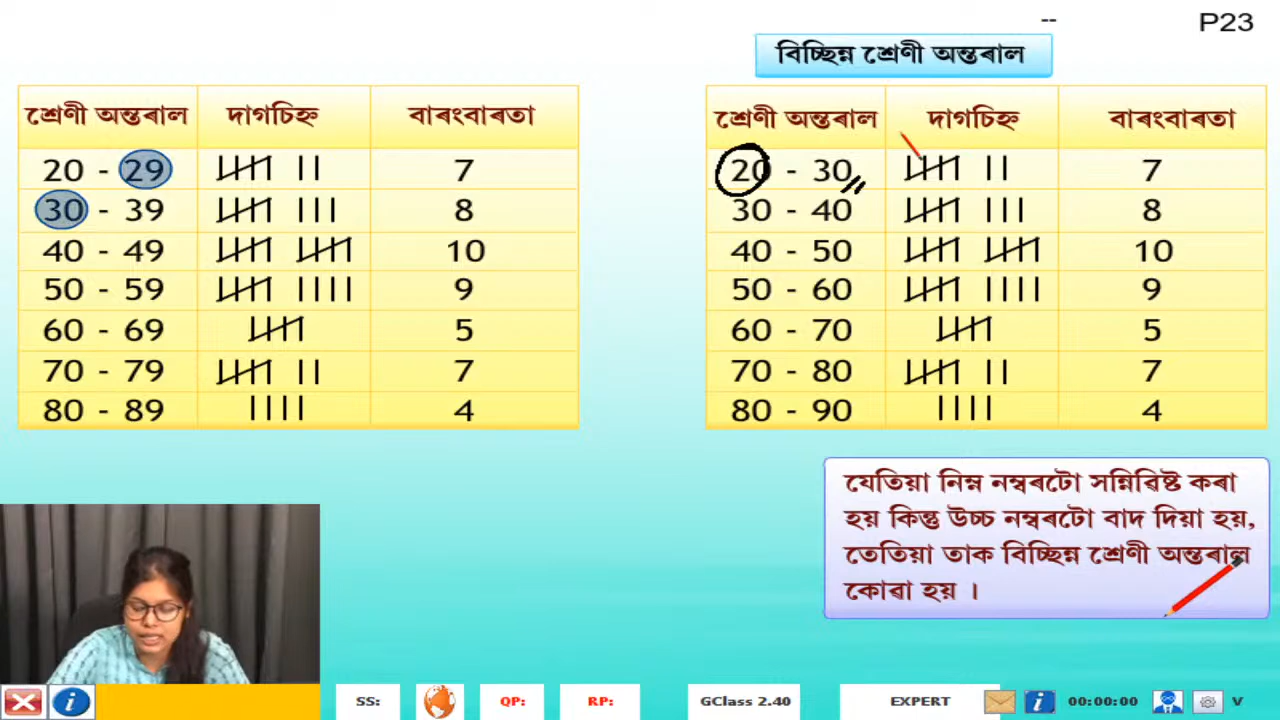 --
P23
বিচ্ছিন্ন শ্ৰেণী অন্তৰাল
শ্ৰেণী অন্তৰাল দাগচিহ্ন বাৰংবাৰতা
20 - 29 7
30 - 39 8
40 - 49 10
50 - 59 9
60 - 69 5
70 - 79 7
80 - 89 4
শ্ৰেণী অন্তৰাল দাগচিহ্ন বাৰংবাৰতা
20 - 30 7
30 - 40 8
40 - 50 10
50 - 60 9
60 - 70 5
70 - 80 7
80 - 90 4
যেতিয়া নিম্ন নম্বৰটো সন্নিৱিষ্ট কৰা
হয় কিন্তু উচ্চ নম্বৰটো বাদ দিয়া হয়,
তেতিয়া তাক বিচ্ছিন্ন শ্ৰেণী অন্তৰাল
কোৱা হয় ।
SS: QP: RP: GClass 2.40 EXPERT 00:00:00 V